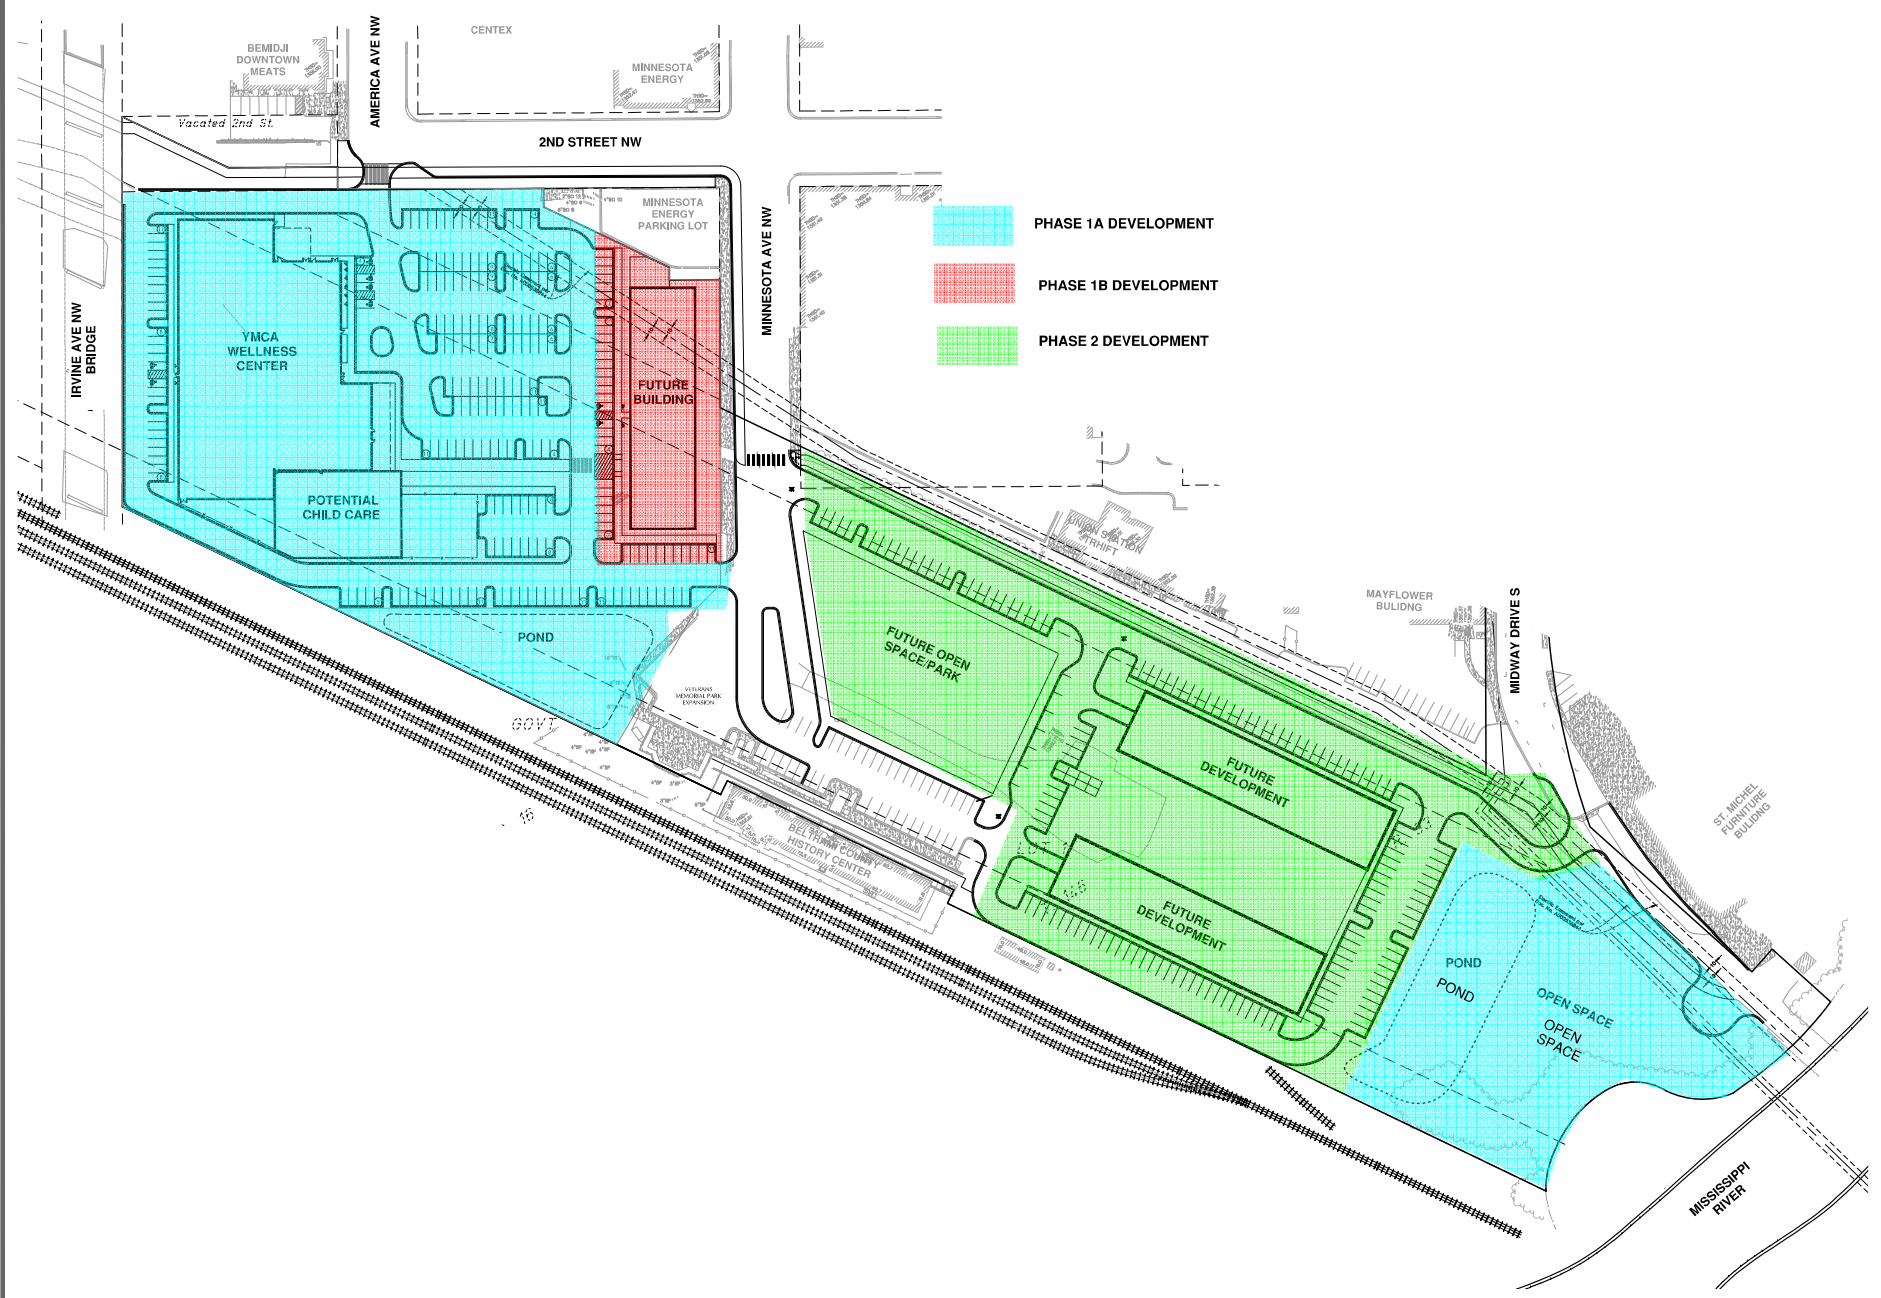 CENTEX
BEMIDJI
DOWNTOWN
MEATS
AMERICA AVE NW
MINNESOTA
ENERGY
Vacated 2nd St.
2ND STREET NW
MINNESOTA
ENERGY
PARKING LOT
MINNESOTA AVE NW
PHASE 1A DEVELOPMENT
PHASE 1B DEVELOPMENT
PHASE 2 DEVELOPMENT
IRVINE AVE NW
BRIDGE
YMCA
WELLNESS
CENTER
FUTURE
BUILDING
POTENTIAL
CHILD CARE
UNION STATION
TRHIFT
MAYFLOWER
BULIDNG
MIDWAY DRIVE S
POND
FUTURE OPEN
SPACE/PARK
VETERANS
MEMORIAL PARK
EXPANSION
GOVT
16
BELTRAMI COUNTY
HISTORY CENTER
FUTURE
DEVELOPMENT
FUTURE
DEVELOPMENT
ST. MICHEL
FURNITURE
BULIDNG
POND
POND
OPEN SPACE
OPEN
SPACE
MISSISSIPPI
RIVER